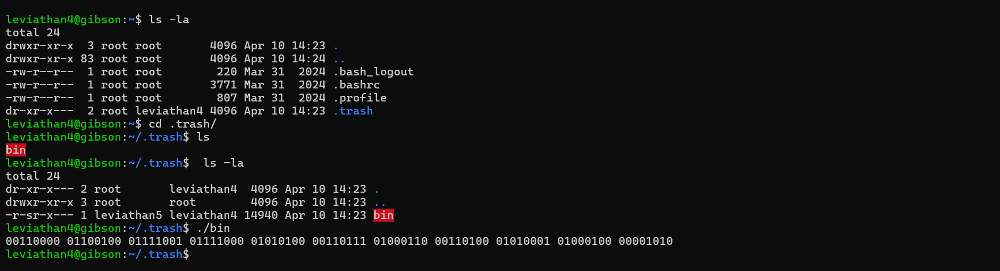 leviathan4@gibson:~$ ls -la
total 24
drwxr-xr-x  3 root root       4096 Apr 10 14:23 .
drwxr-xr-x 83 root root       4096 Apr 10 14:24 ..
-rw-r--r--  1 root root        220 Mar 31  2024 .bash_logout
-rw-r--r--  1 root root       3771 Mar 31  2024 .bashrc
-rw-r--r--  1 root root        807 Mar 31  2024 .profile
dr-xr-x---  2 root leviathan4 4096 Apr 10 14:23 .trash
leviathan4@gibson:~$ cd .trash/
leviathan4@gibson:~/.trash$ ls
bin
leviathan4@gibson:~/.trash$  ls -la
total 24
dr-xr-x--- 2 root       leviathan4  4096 Apr 10 14:23 .
drwxr-xr-x 3 root       root        4096 Apr 10 14:23 ..
-r-sr-x--- 1 leviathan5 leviathan4 14940 Apr 10 14:23 bin
leviathan4@gibson:~/.trash$ ./bin
00110000 01100100 01111001 01111000 01010100 00110111 01000110 00110100 01010001 01000100 00001010
leviathan4@gibson:~/.trash$